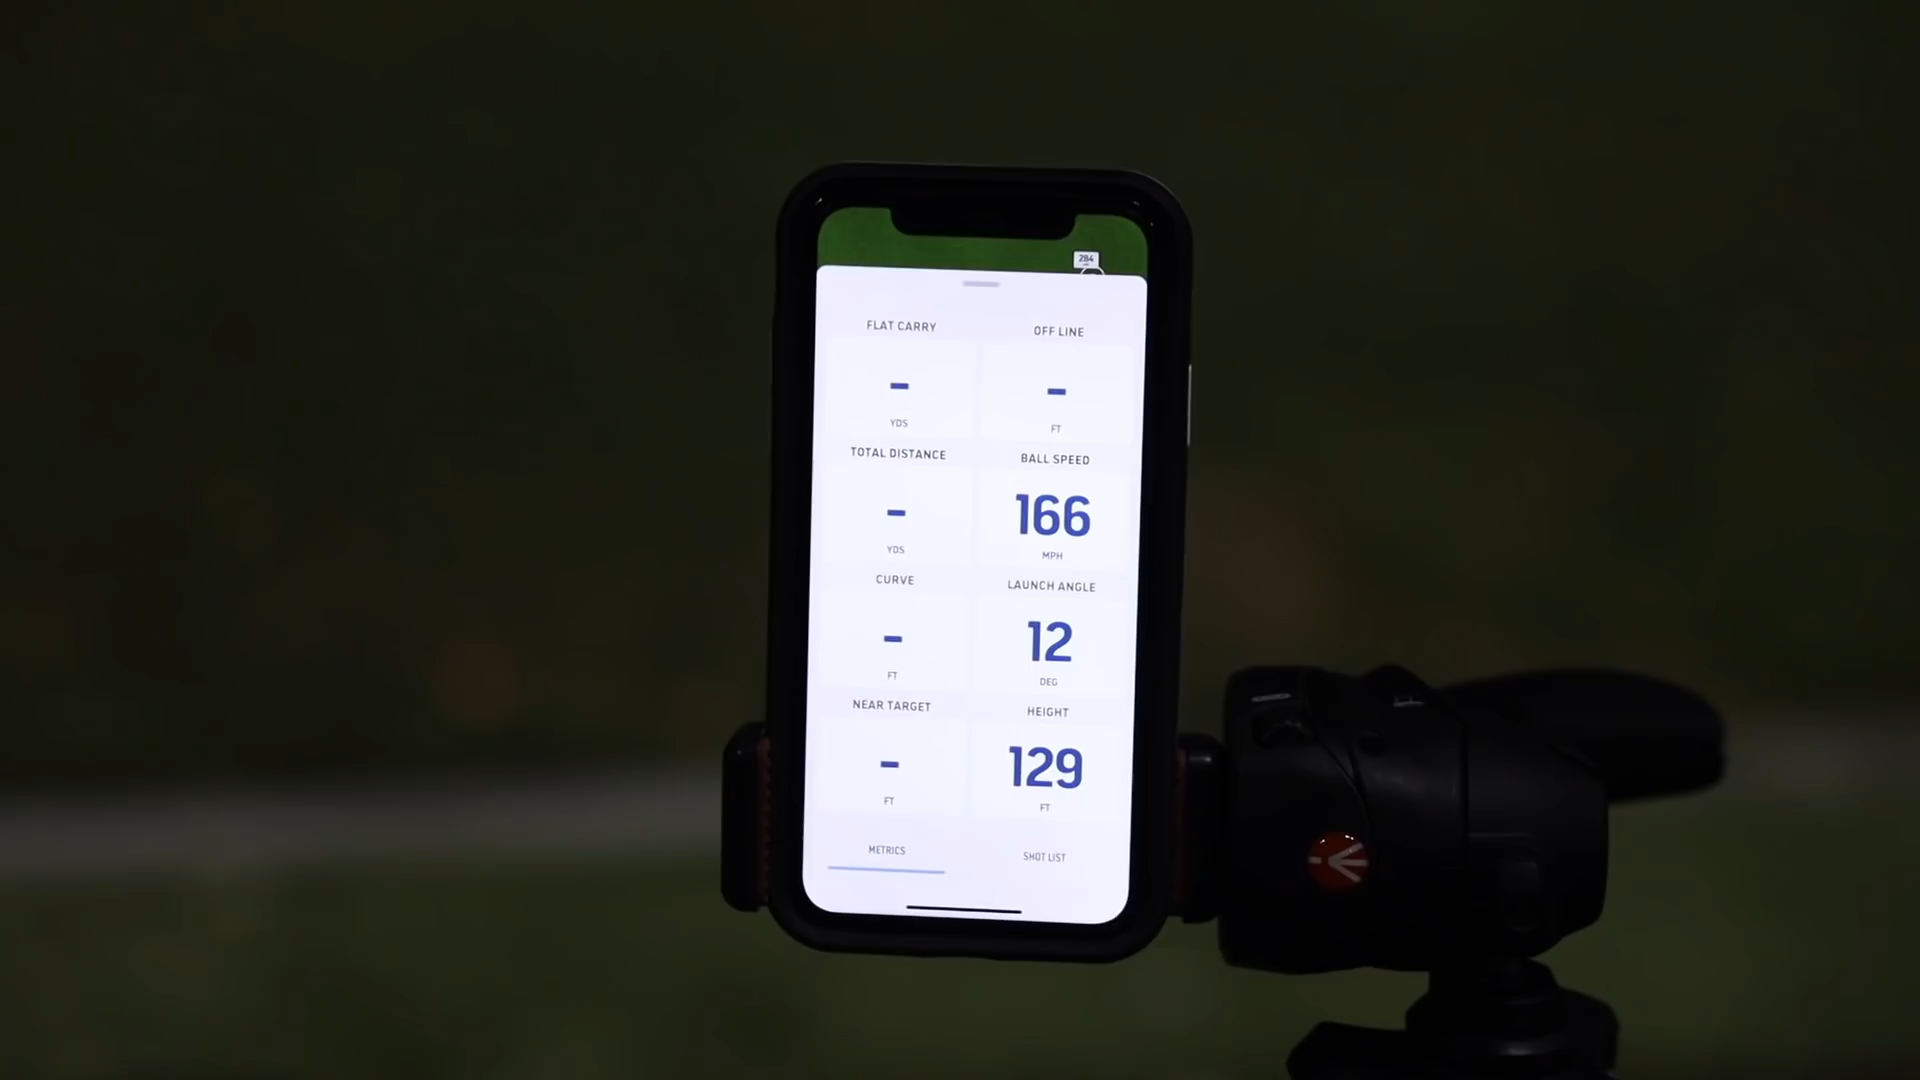 284
FLAT CARRY OFF LINE
- -
YDS FT
TOTAL DISTANCE BALL SPEED
- 166
YDS MPH
CURVE LAUNCH ANGLE
- 12
FT DEG
NEAR TARGET HEIGHT
- 129
FT FT
METRICS SHOT LIST